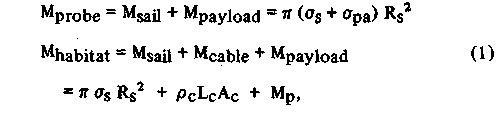 Mprobe = Msail + Mpayload = π (σs + σpa) Rs²
Mhabitat = Msail + Mcable + Mpayload (1)
= π σs Rs² + ρcLcAc + Mp,